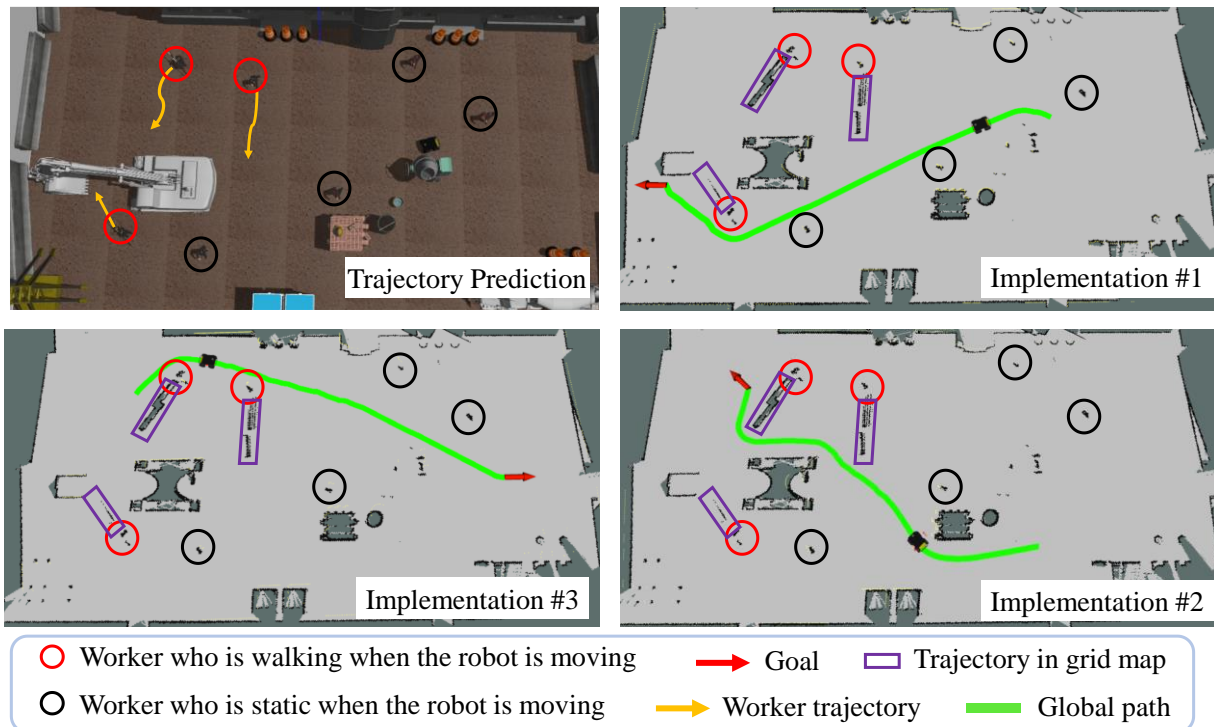 Trajectory Prediction
Implementation #1
Implementation #3
Implementation #2
Worker who is walking when the robot is moving
Goal
Trajectory in grid map
Worker who is static when the robot is moving
Worker trajectory
Global path